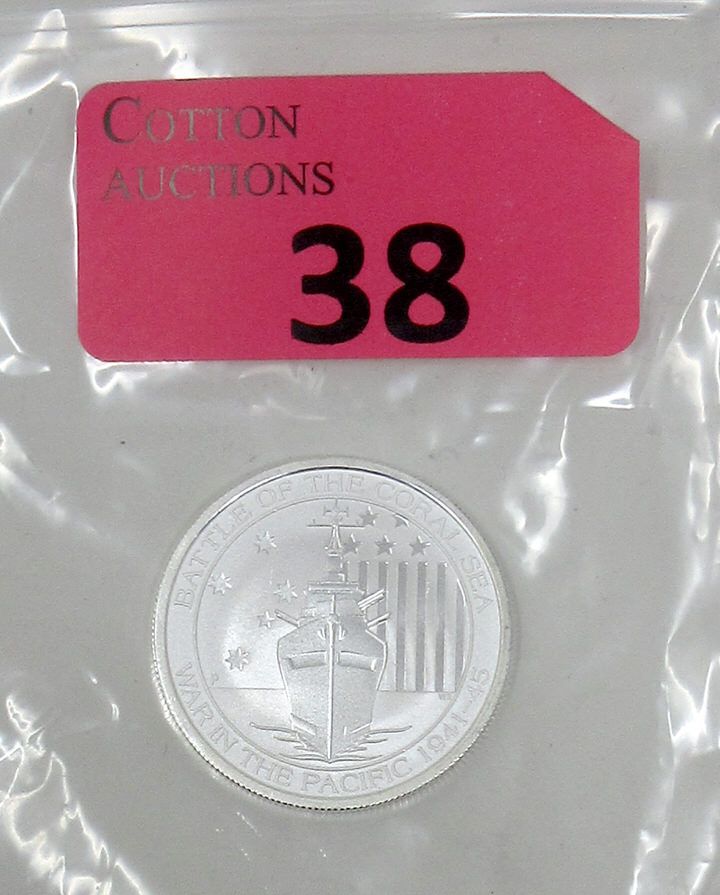 COTTON
AUCTIONS
38
BATTLE OF THE CORAL SEA
WAR IN THE PACIFIC 1941-45